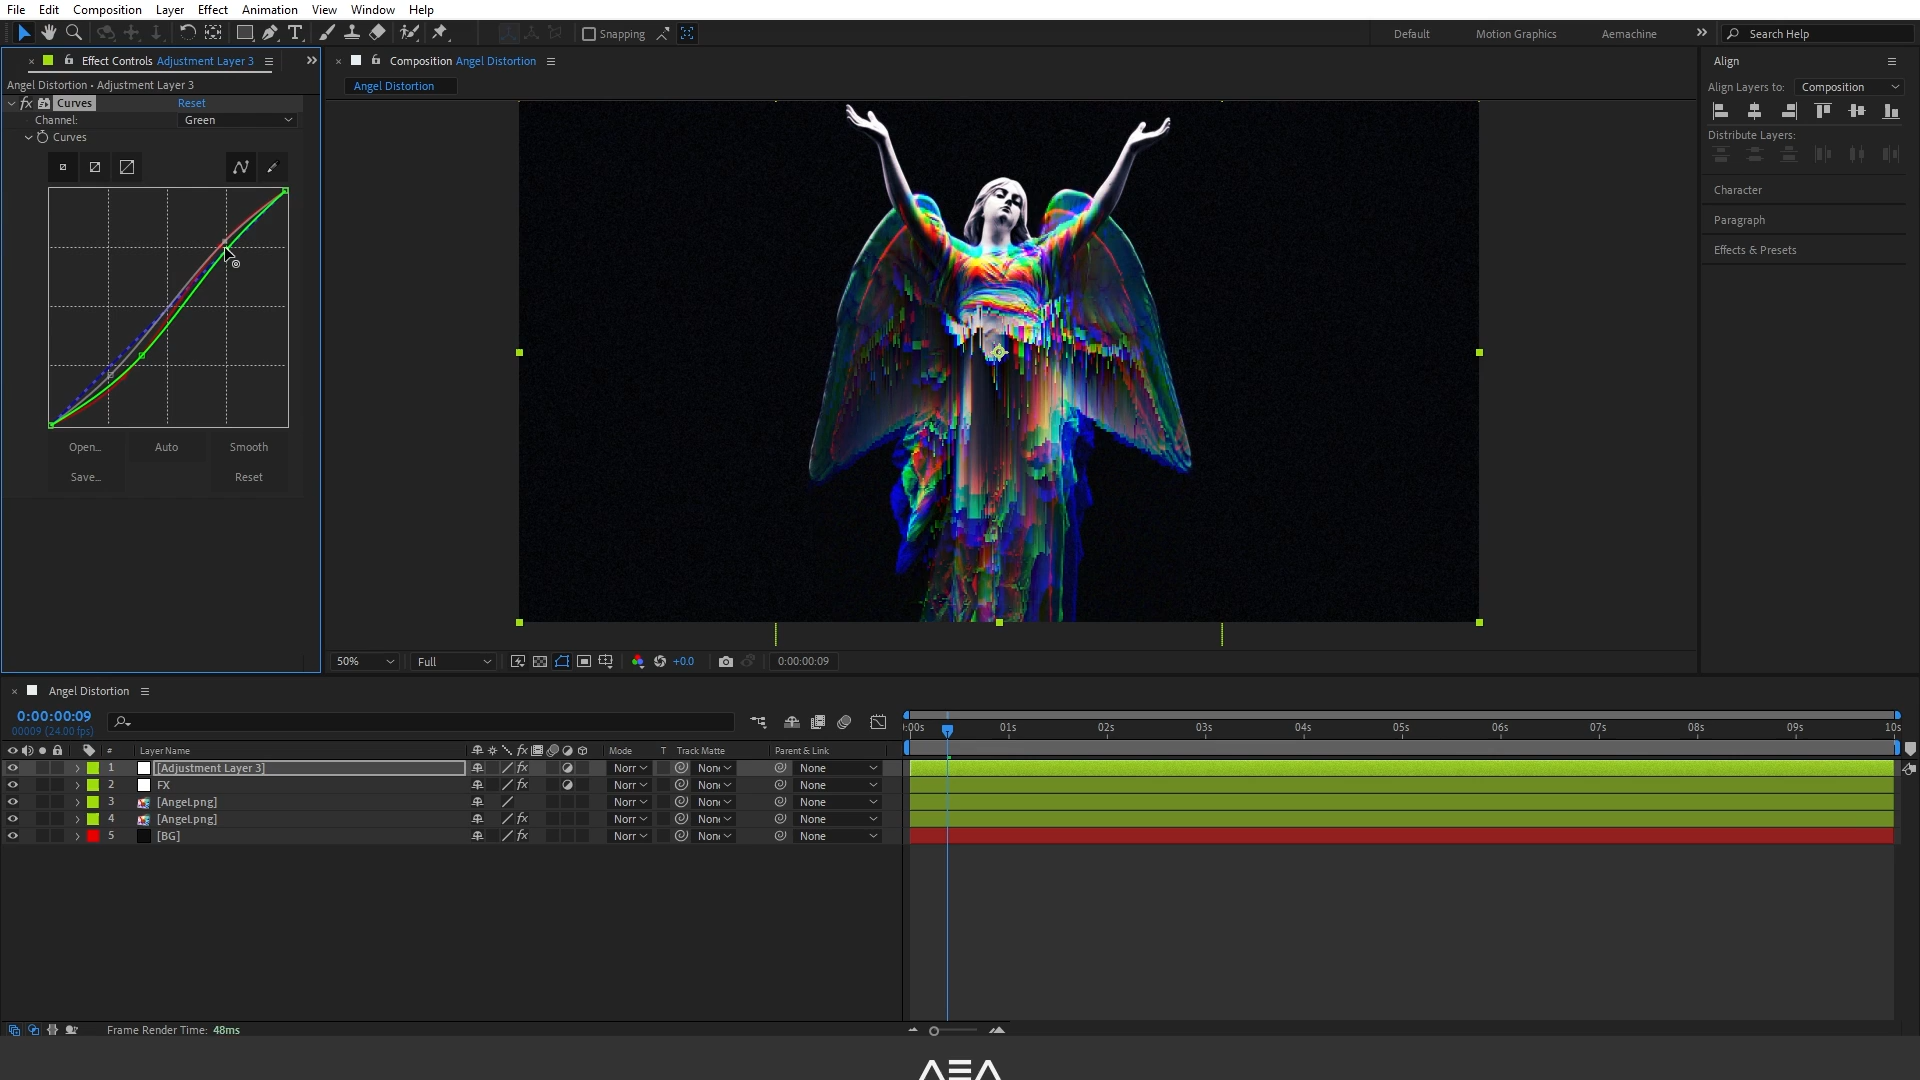 File Edit Composition Layer Effect Animation View Window Help
Snapping Default Motion Graphics Aemachine Search Help
Effect Controls Adjustment Layer 3
Angel Distortion • Adjustment Layer 3
fx Curves Reset
Channel: Green
Curves
Open... Auto Smooth
Save... Reset
Composition Angel Distortion
Angel Distortion
50% Full +0.0 0:00:00:09
Align
Align Layers to: Composition
Distribute Layers:
Character
Paragraph
Effects & Presets
Angel Distortion
0:00:00:09
00009 (24.00 fps)
:00s 01s 02s 03s 04s 05s 06s 07s 08s 09s 10s
# Layer Name fx Mode T Track Matte Parent & Link
1 [Adjustment Layer 3] fx Norr None None
2 FX fx Norr None None
3 [Angel.png] Norr None None
4 [Angel.png] fx Norr None None
5 [BG] fx Norr None None
Frame Render Time: 48ms